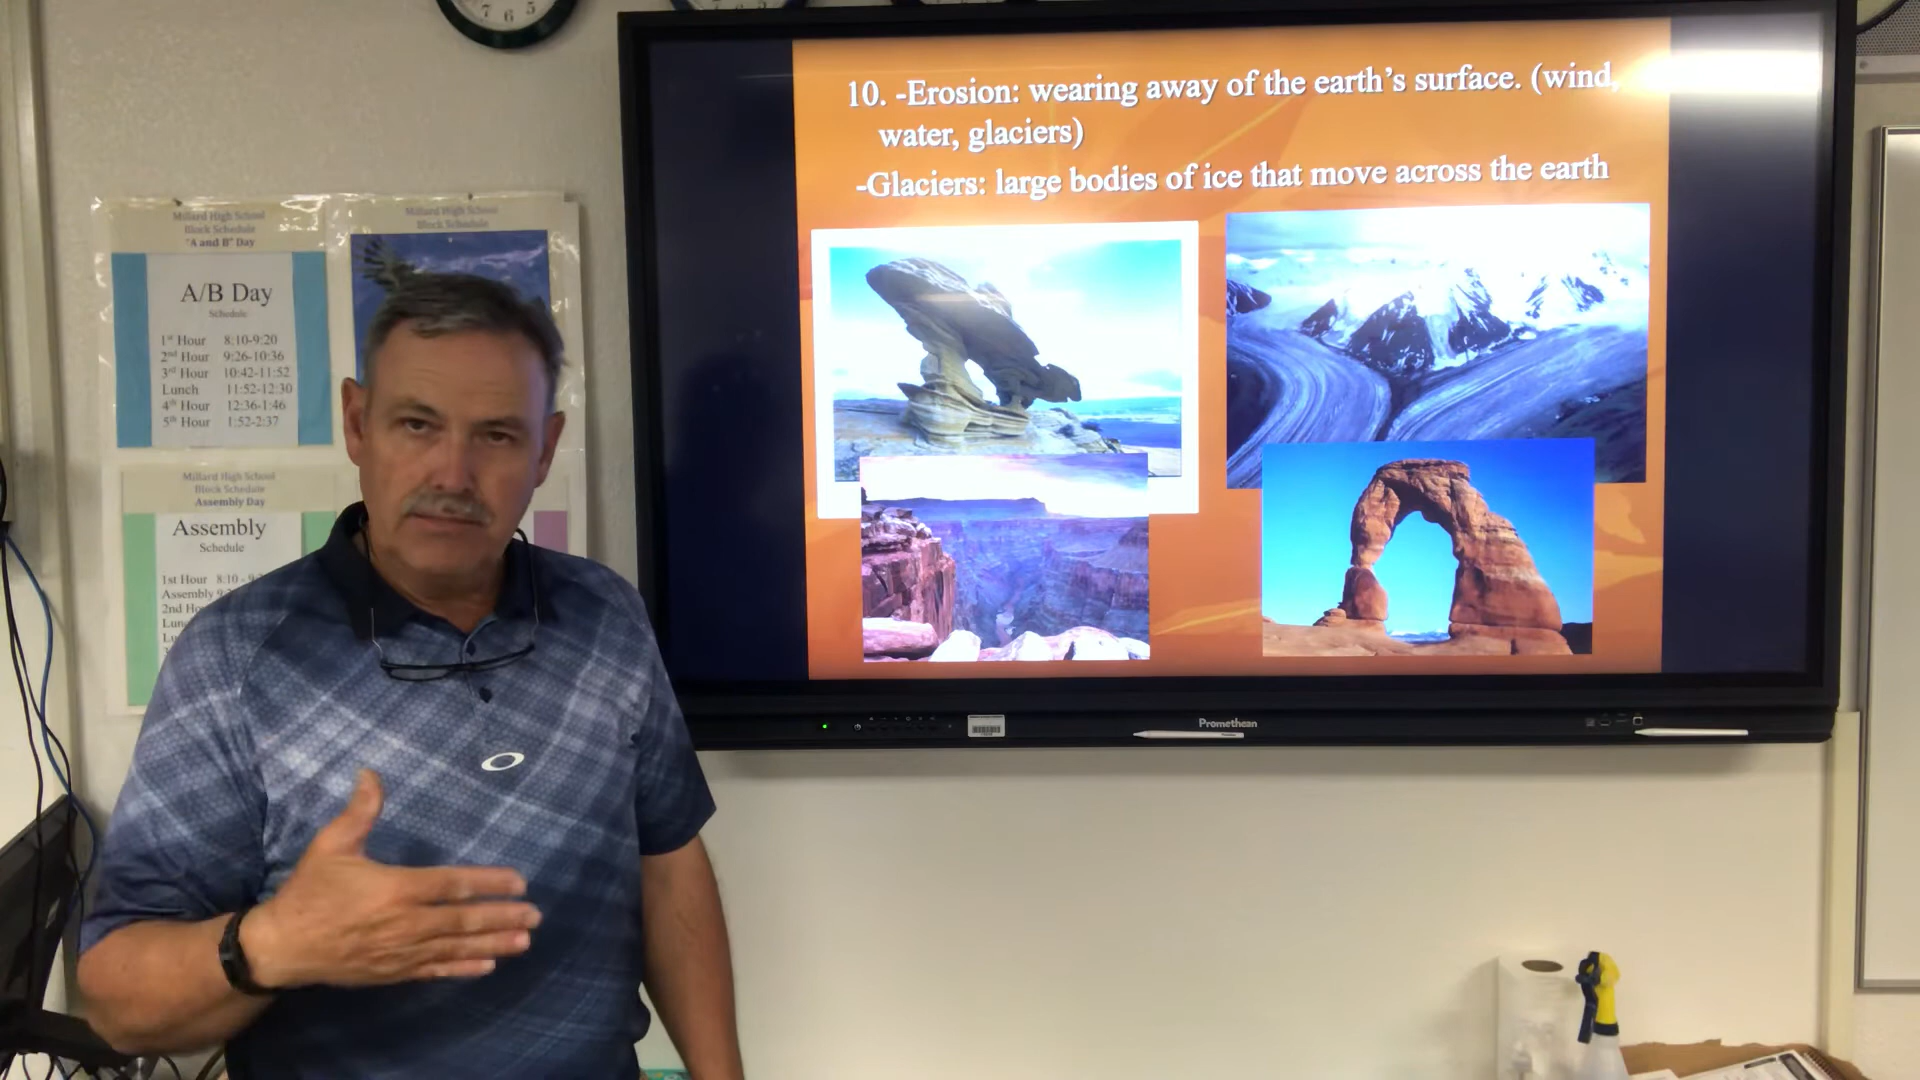 7 6 5
10. -Erosion: wearing away of the earth's surface. (wind,
water, glaciers)
-Glaciers: large bodies of ice that move across the earth
Millard High School
Block Schedule
"A and B" Day
A/B Day
Schedule
1st Hour 8:10-9:20
2nd Hour 9:26-10:36
3rd Hour 10:42-11:52
Lunch 11:52-12:30
4th Hour 12:36-1:46
5th Hour 1:52-2:37
Millard High School
Block Schedule
Millard High School
Block Schedule
Assembly Day
Assembly
Schedule
1st Hour 8:10 -
Assembly
2nd
Promethean